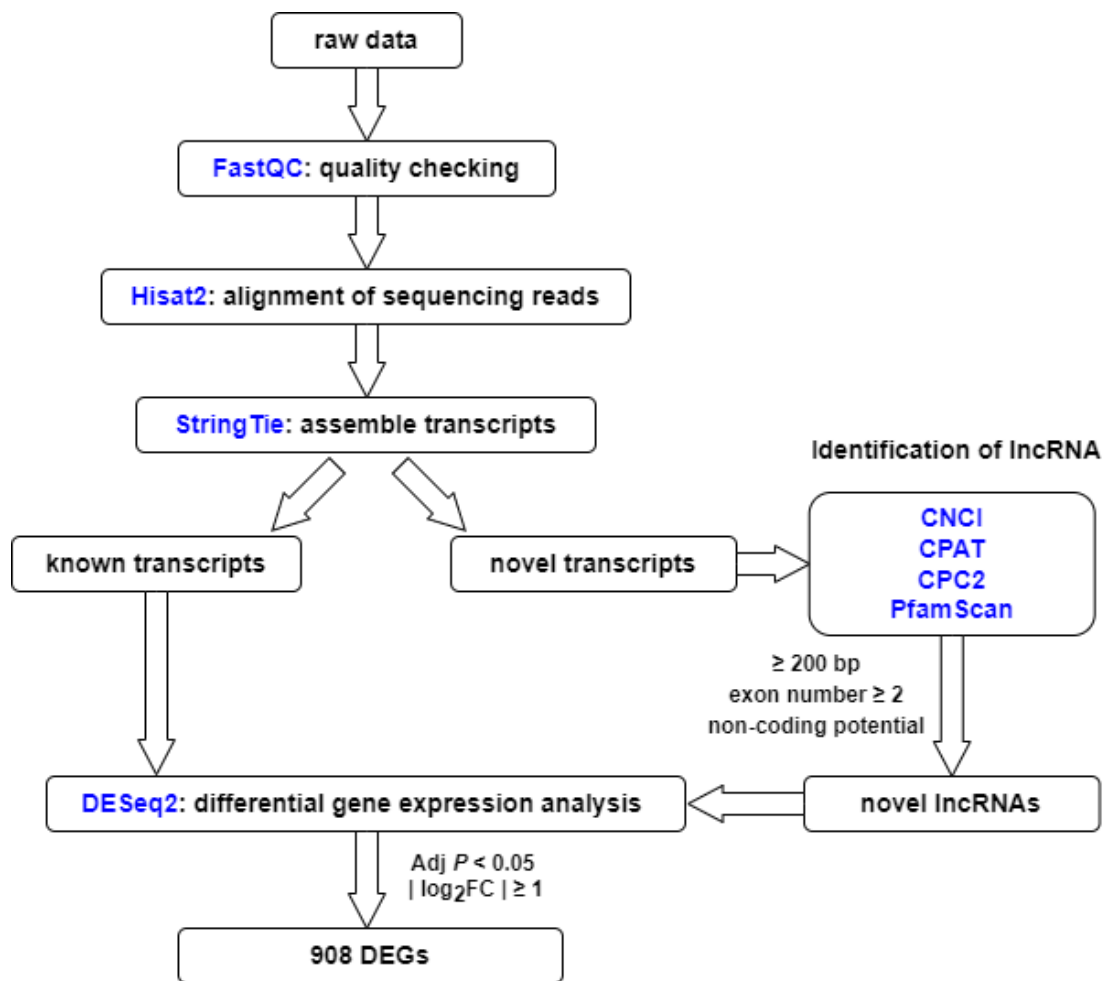 raw data
FastQC: quality checking
Hisat2: alignment of sequencing reads
StringTie: assemble transcripts
Identification of lncRNA
CNCI
CPAT
CPC2
PfamScan
known transcripts
novel transcripts
≥ 200 bp
exon number ≥ 2
non-coding potential
DESeq2: differential gene expression analysis
novel lncRNAs
Adj P < 0.05
| log₂FC | ≥ 1
908 DEGs